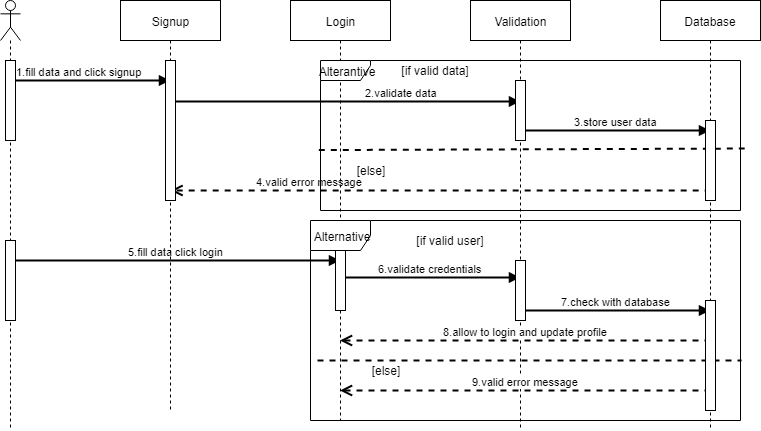 Signup
Login
Validation
Database
Alterantive
[if valid data]
1.fill data and click signup
2.validate data
3.store user data
[else]
4.valid error message
Alternative
[if valid user]
5.fill data click login
6.validate credentials
7.check with database
8.allow to login and update profile
[else]
9.valid error message